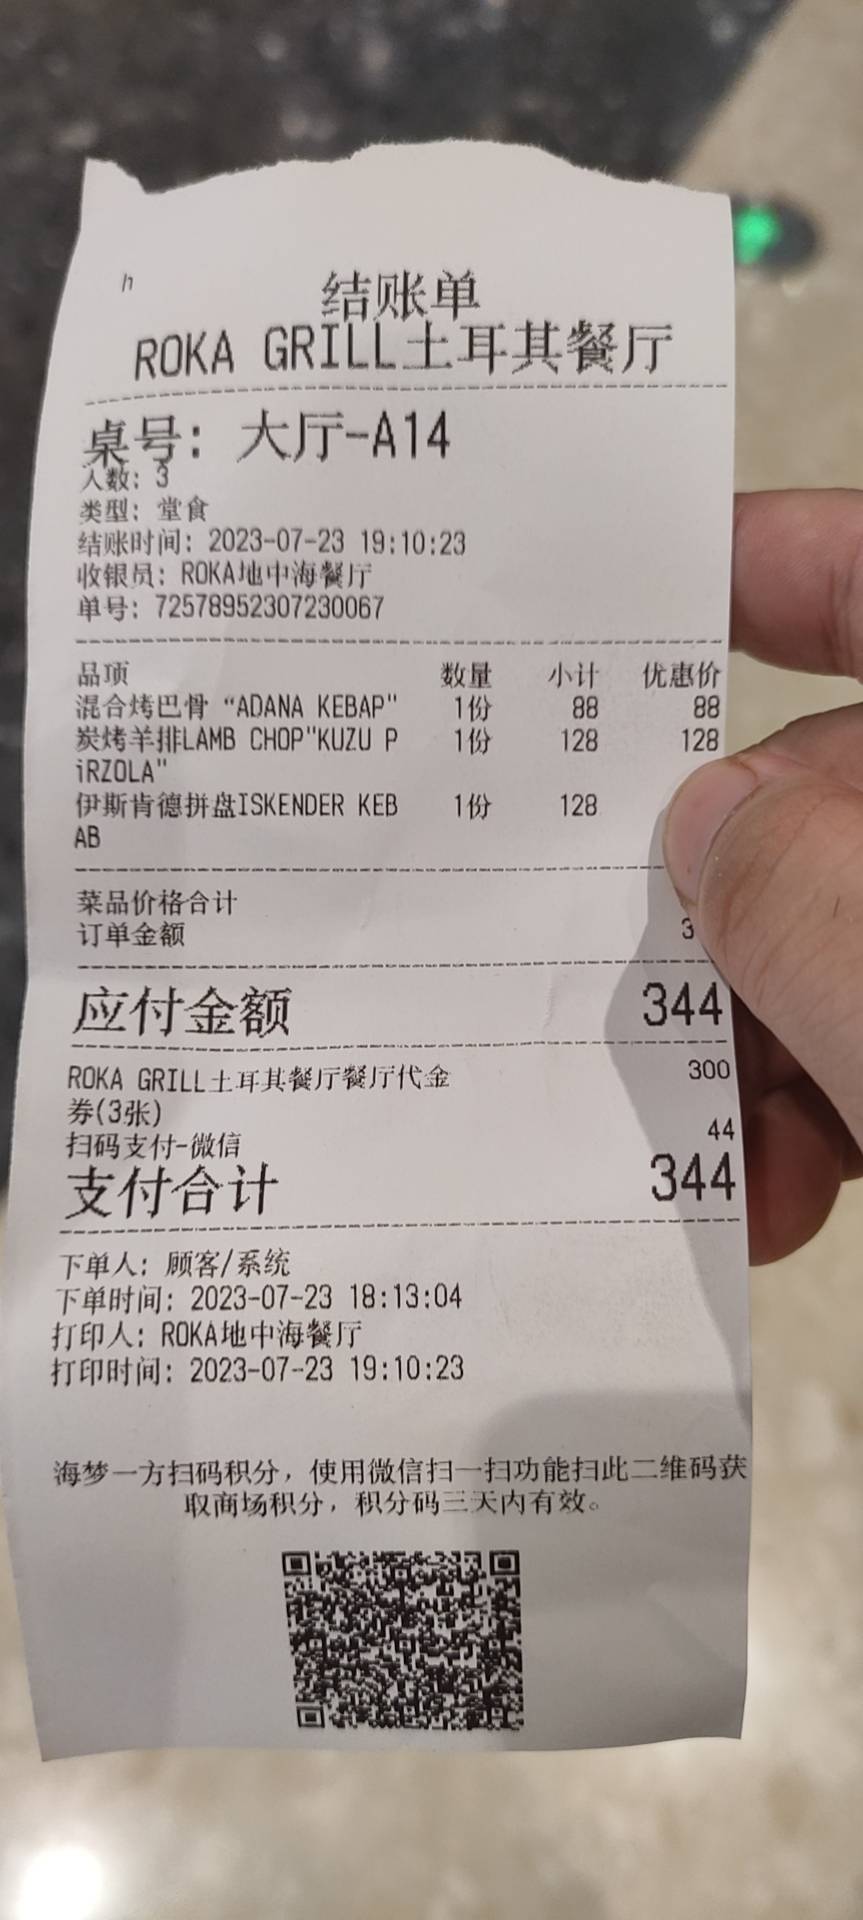 h
结账单
ROKA GRILL土耳其餐厅
桌号: 大厅-A14
人数: 3
类型: 堂食
结账时间: 2023-07-23 19:10:23
收银员: ROKA地中海餐厅
单号: 72578952307230067
品项 数量 小计 优惠价
混合烤巴骨 “ADANA KEBAP" 1份 88 88
炭烤羊排LAMB CHOP"KUZU P 1份 128 128
iRZOLA"
伊斯肯德拼盘ISKENDER KEB 1份 128
AB
菜品价格合计
订单金额
应付金额 344
ROKA GRILL土耳其餐厅餐厅代金 300
券(3张)
扫码支付-微信 44
支付合计 344
下单人: 顾客/系统
下单时间: 2023-07-23 18:13:04
打印人: ROKA地中海餐厅
打印时间: 2023-07-23 19:10:23
海梦一方扫码积分，使用微信扫一扫功能扫此二维码获
取商场积分，积分码三天内有效。